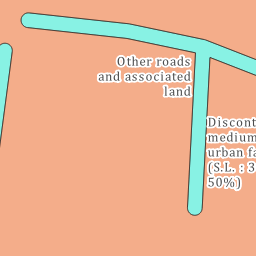 Other roads
and associated
land
Discont
medium
urban fa
(S.L. : 3
50%)